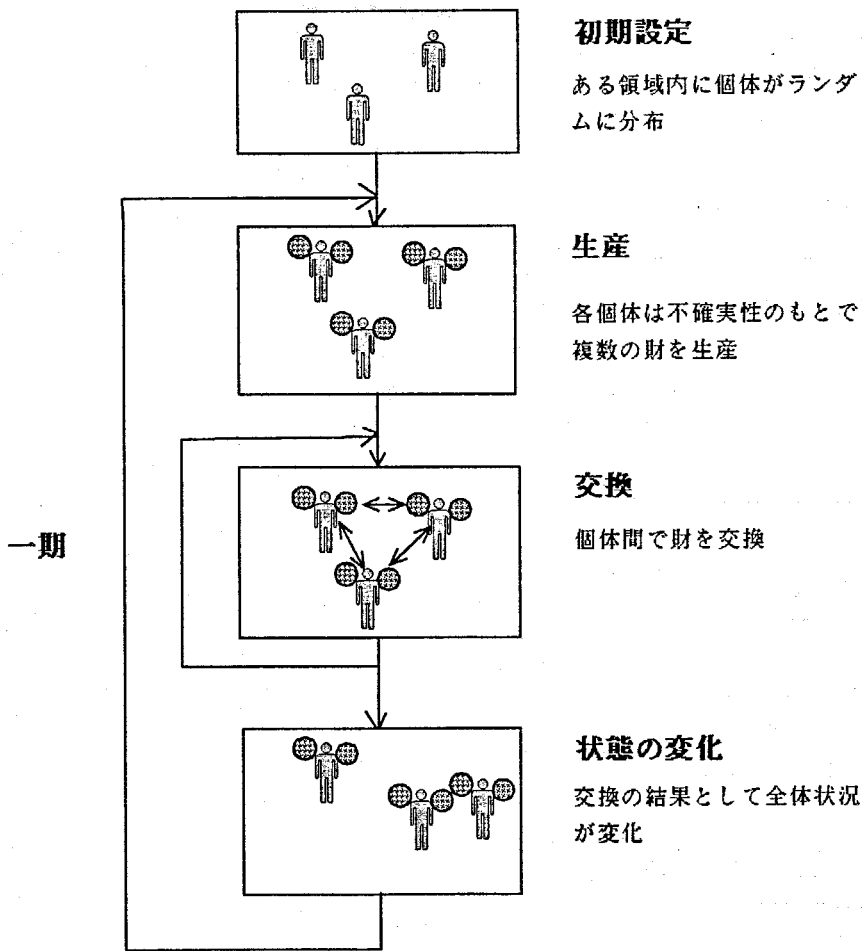 初期設定
ある領域内に個体がランダ
ムに分布
生産
各個体は不確実性のもとで
複数の財を生産
交換
個体間で財を交換
一期
状態の変化
交換の結果として全体状況
が変化